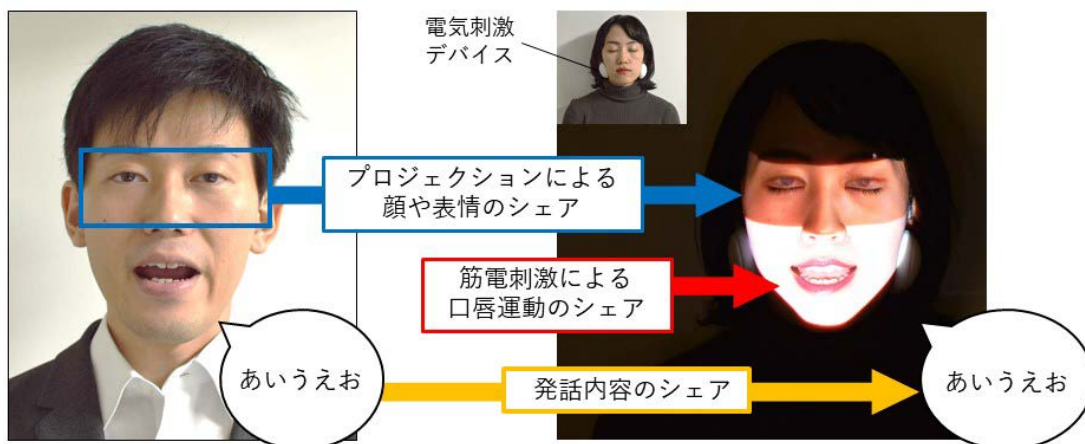 電気刺激
デバイス
プロジェクションによる
顔や表情のシェア
筋電刺激による
口唇運動のシェア
あいうえお
発話内容のシェア
あいうえお